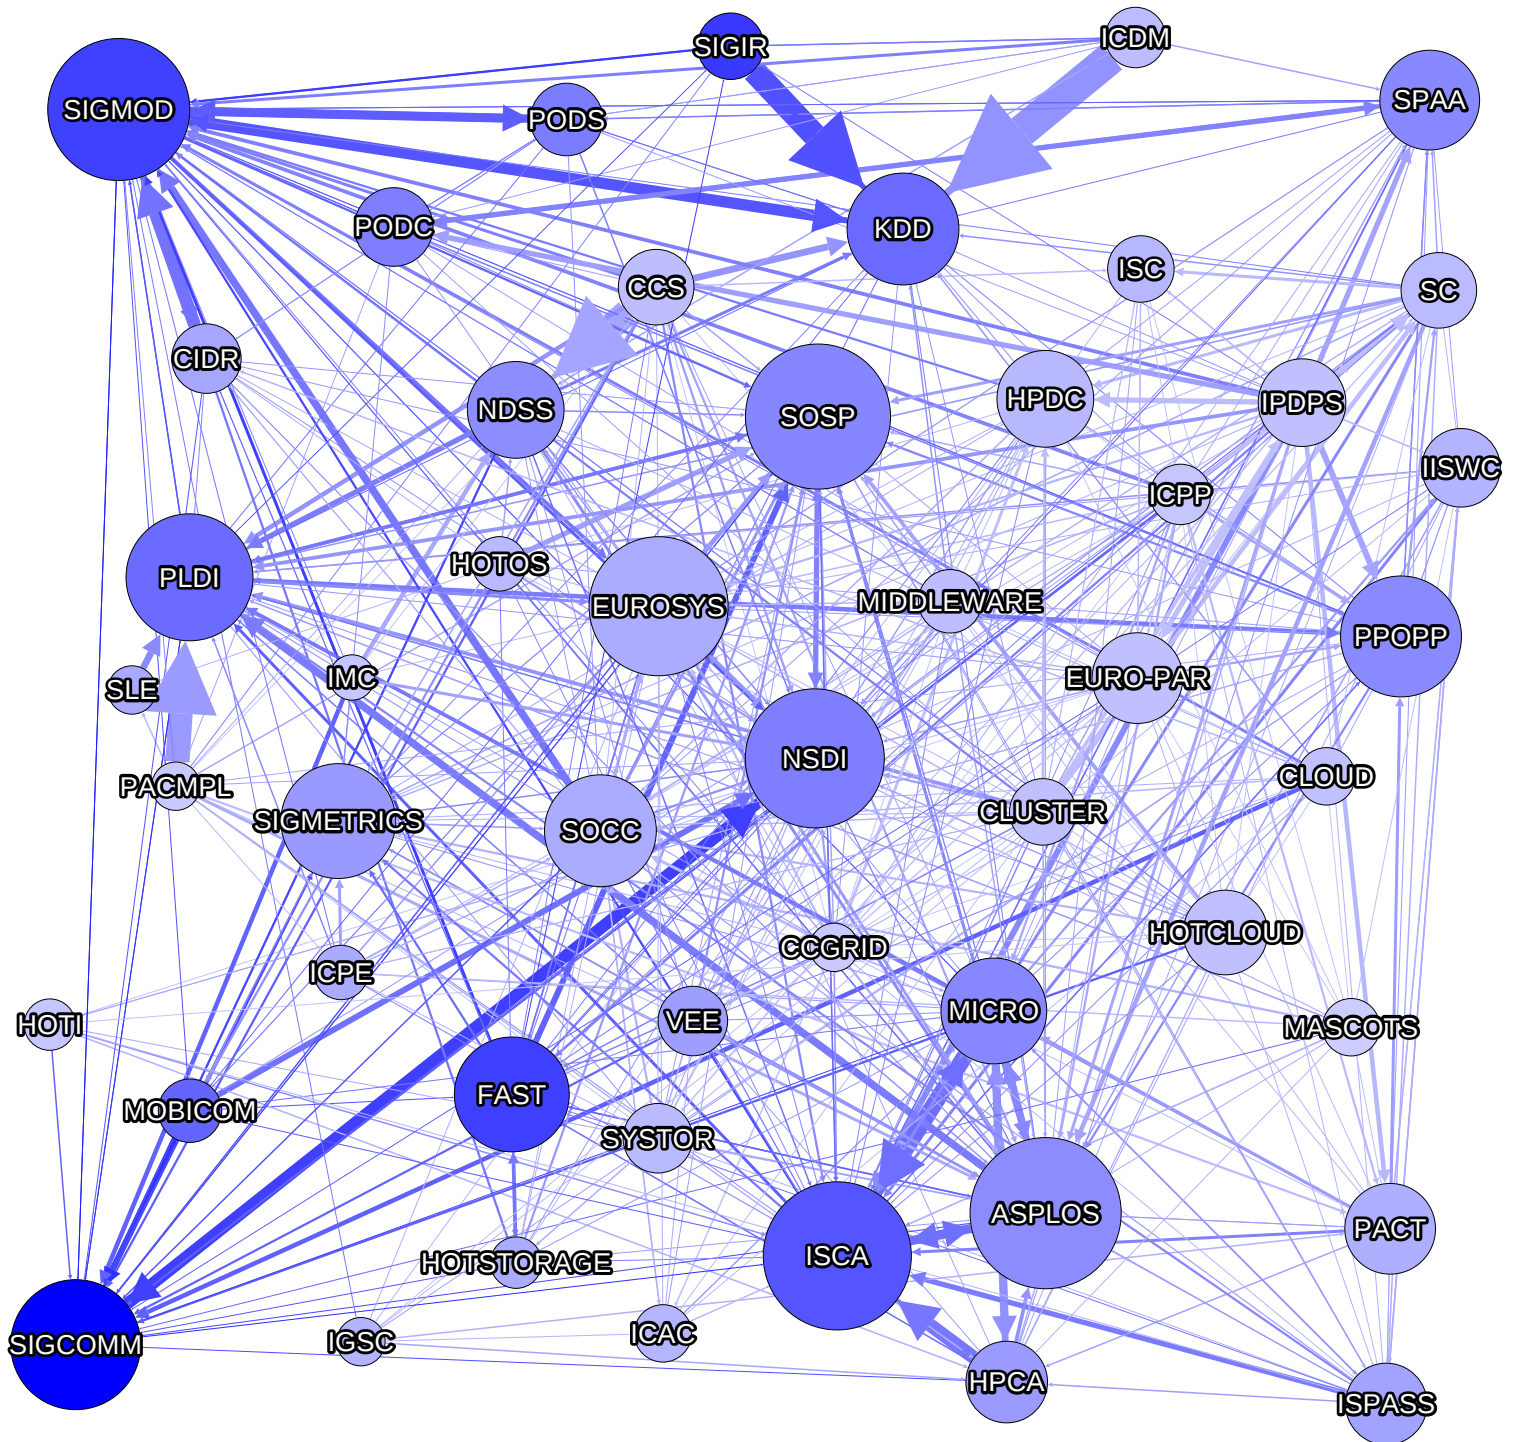 SIGIR
ICDM
SIGMOD
PODS
SPAA
PODC
KDD
ISC
CCS
SC
CIDR
NDSS
SOSP
HPDC
IPDPS
IISWC
ICPP
HOTOS
PLDI
EUROSYS
MIDDLEWARE
PPOPP
SLE
IMC
EURO-PAR
NSDI
PACMPL
CLOUD
SIGMETRICS
SOCC
CLUSTER
HOTCLOUD
CCGRID
ICPE
HOTI
VEE
MICRO
MASCOTS
FAST
MOBICOM
SYSTOR
ASPLOS
PACT
HOTSTORAGE
ISCA
SIGCOMM
IGSC
ICAC
HPCA
ISPASS